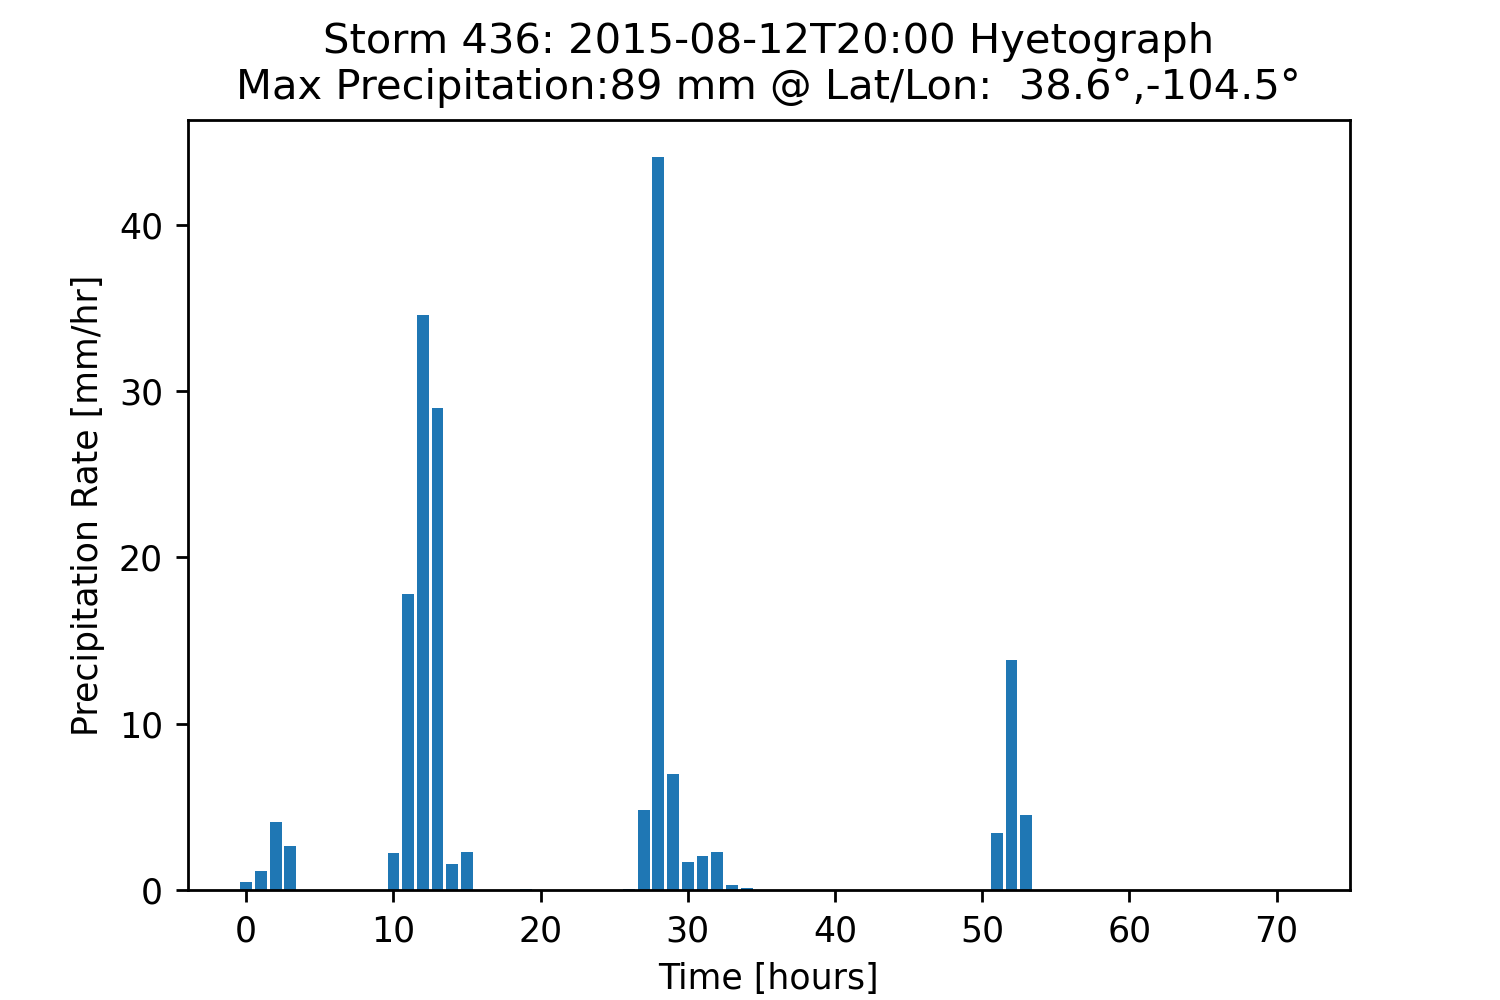 Storm 436: 2015-08-12T20:00 Hyetograph
Max Precipitation:89 mm @ Lat/Lon:  38.6°,-104.5°
Precipitation Rate [mm/hr]
40
30
20
10
0
0 10 20 30 40 50 60 70
Time [hours]